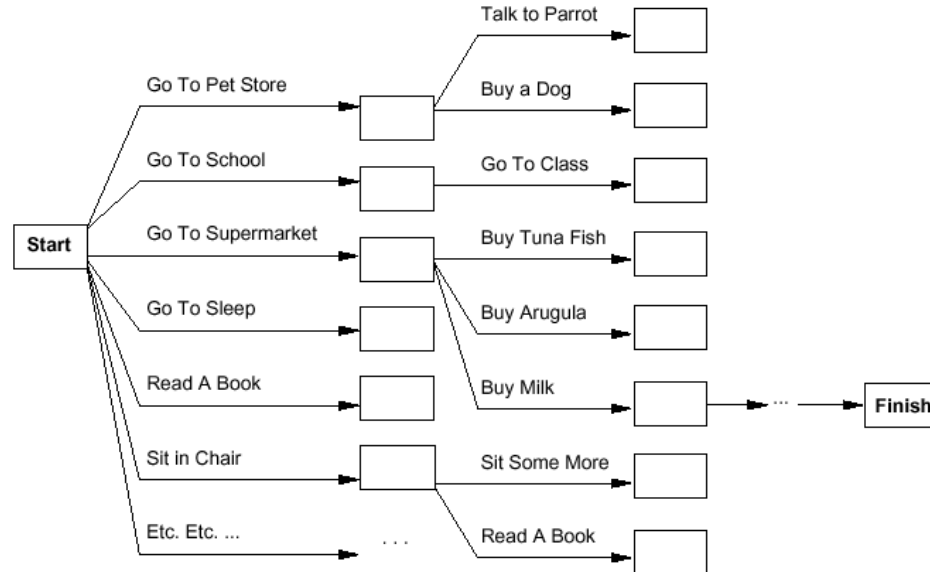 Talk to Parrot
Go To Pet Store
Buy a Dog
Go To School
Go To Class
Start
Go To Supermarket
Buy Tuna Fish
Go To Sleep
Buy Arugula
Read A Book
Buy Milk
...
Finish
Sit in Chair
Sit Some More
Etc. Etc. ...
. . .
Read A Book